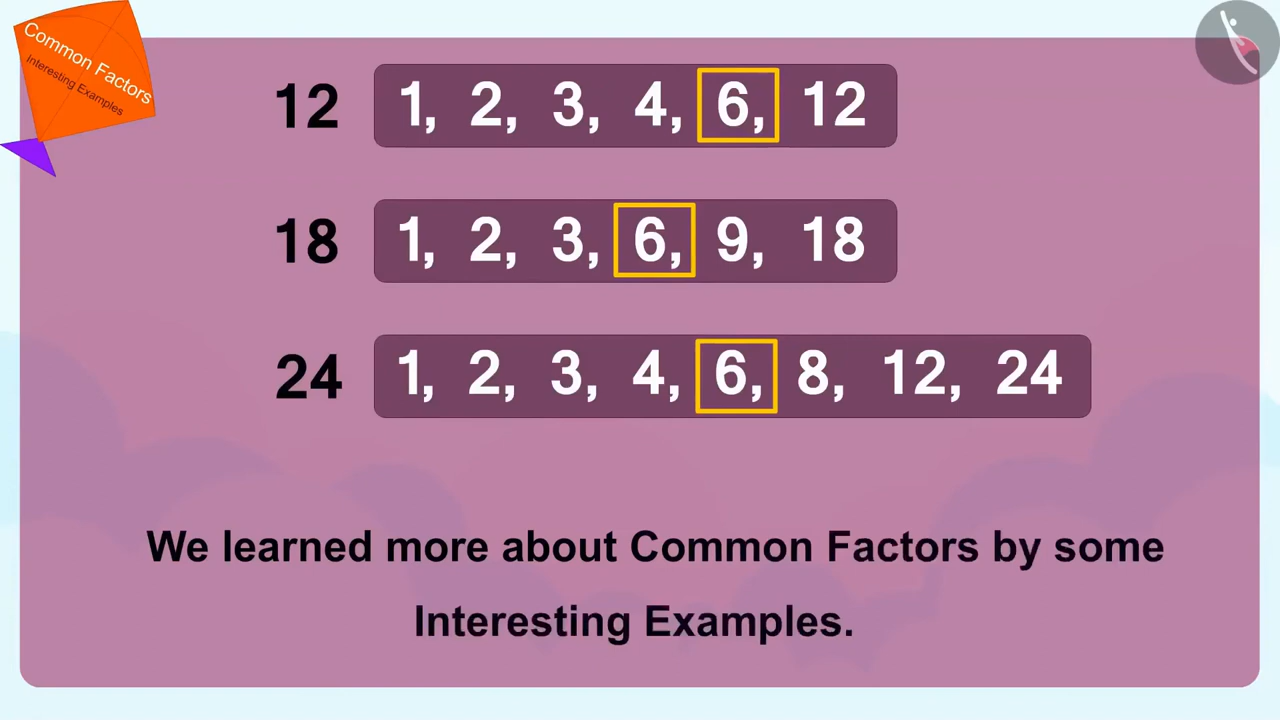 Common Factors
Interesting Examples
12 1, 2, 3, 4, 6, 12
18 1, 2, 3, 6, 9, 18
24 1, 2, 3, 4, 6, 8, 12, 24
We learned more about Common Factors by some
Interesting Examples.